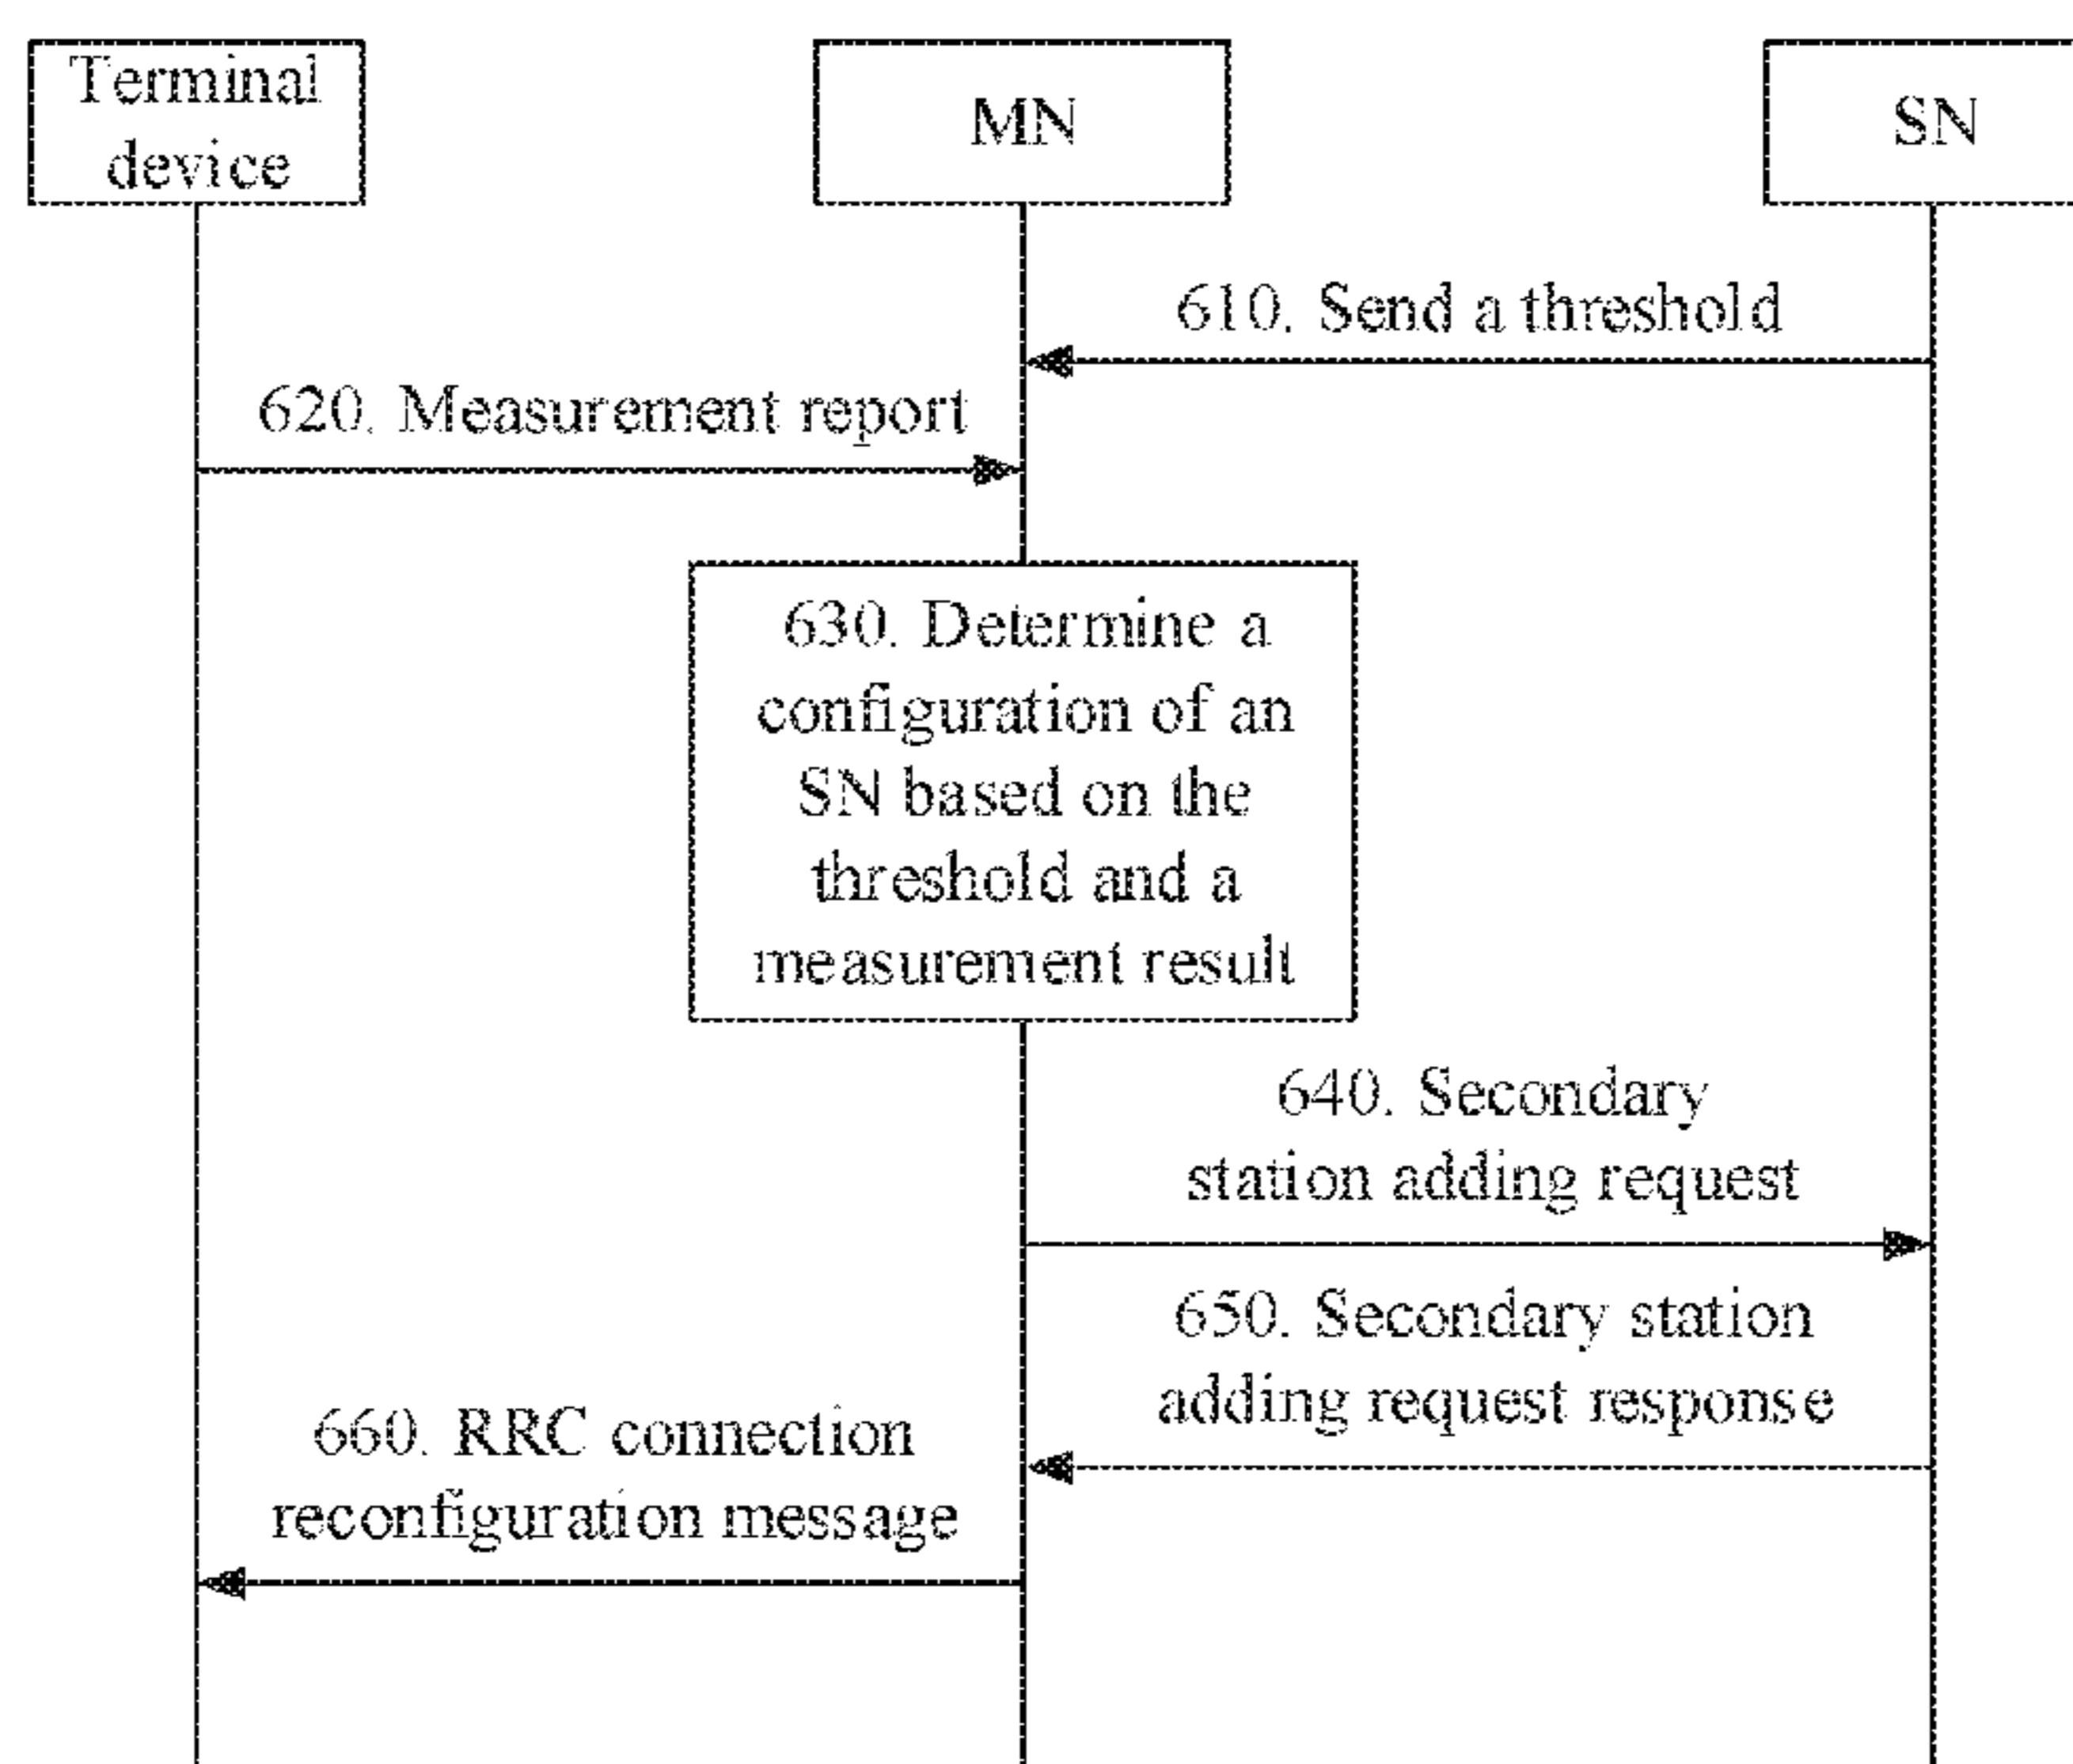 Terminal
device
MN
SN
610. Send a threshold
620. Measurement report
630. Determine a
configuration of an
SN based on the
threshold and a
measurement result
640. Secondary
station adding request
650. Secondary station
adding request response
660. RRC connection
reconfiguration message